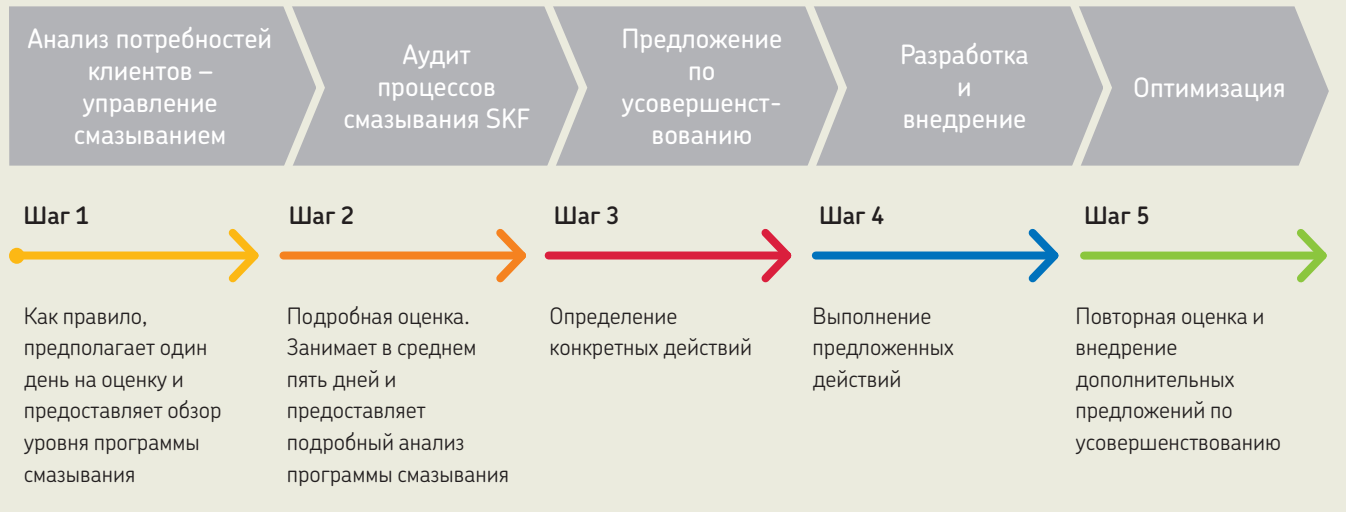 Анализ потребностей
клиентов –
управление
смазыванием
Аудит
процессов
смазывания SKF
Предложение
по
усовершенст-
вованию
Разработка
и
внедрение
Оптимизация
Шаг 1
Как правило,
предполагает один
день на оценку и
предоставляет обзор
уровня программы
смазывания
Шаг 2
Подробная оценка.
Занимает в среднем
пять дней и
предоставляет
подробный анализ
программы смазывания
Шаг 3
Определение
конкретных действий
Шаг 4
Выполнение
предложенных
действий
Шаг 5
Повторная оценка и
внедрение
дополнительных
предложений по
усовершенствованию